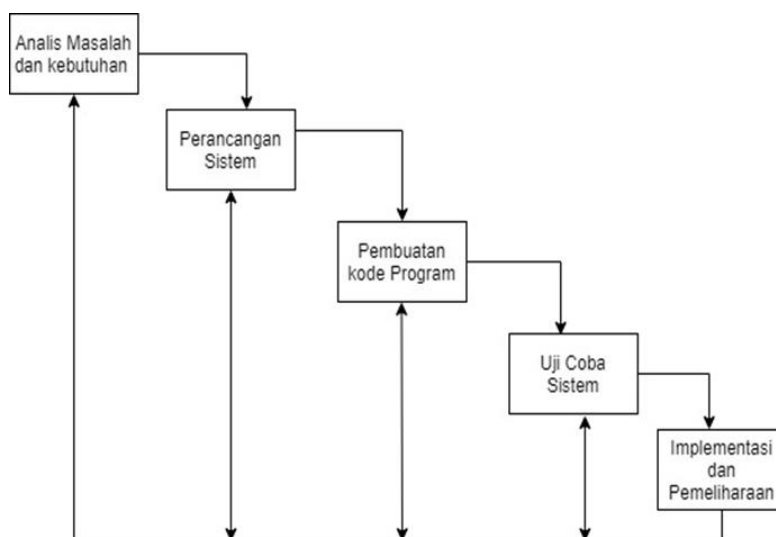 Analis Masalah
dan kebutuhan
Perancangan
Sistem
Pembuatan
kode Program
Uji Coba
Sistem
Implementasi
dan
Pemeliharaan